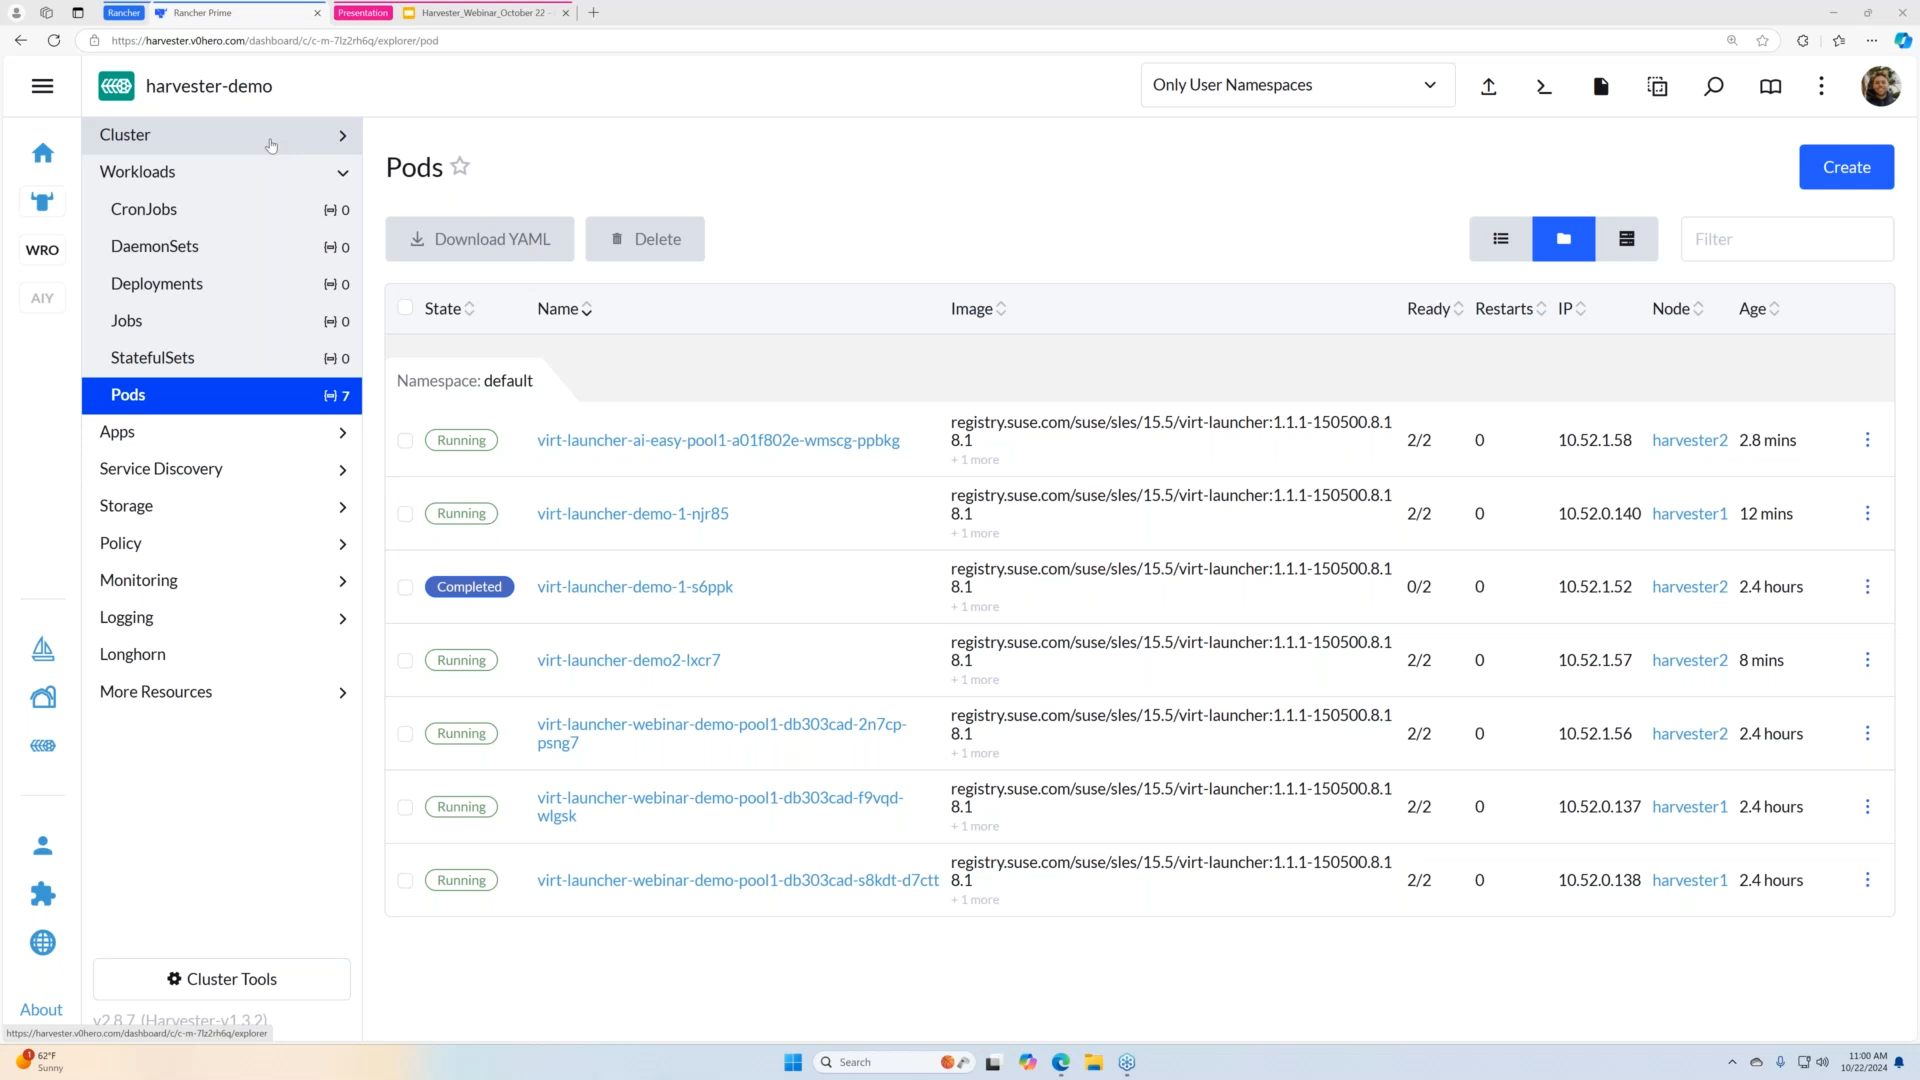 Rancher
Rancher Prime
Presentation
Harvester_Webinar_October 22 -
https://harvester.v0hero.com/dashboard/c/c-m-7lz2rh6q/explorer/pod
harvester-demo
Only User Namespaces
WRO
AIY
About
Cluster
Workloads
CronJobs 0
DaemonSets 0
Deployments 0
Jobs 0
StatefulSets 0
Pods 7
Apps
Service Discovery
Storage
Policy
Monitoring
Logging
Longhorn
More Resources
Cluster Tools
v2.8.7 (Harvester-v1.3.2)
Pods
Create
Download YAML
Delete
Filter
State Name Image Ready Restarts IP Node Age
Namespace: default
Running virt-launcher-ai-easy-pool1-a01f802e-wmscg-ppbkg registry.suse.com/suse/sles/15.5/virt-launcher:1.1.1-150500.8.1
8.1 2/2 0 10.52.1.58 harvester2 2.8 mins
+ 1 more
Running virt-launcher-demo-1-njr85 registry.suse.com/suse/sles/15.5/virt-launcher:1.1.1-150500.8.1
8.1 2/2 0 10.52.0.140 harvester1 12 mins
+ 1 more
Completed virt-launcher-demo-1-s6ppk registry.suse.com/suse/sles/15.5/virt-launcher:1.1.1-150500.8.1
8.1 0/2 0 10.52.1.52 harvester2 2.4 hours
+ 1 more
Running virt-launcher-demo2-lxcr7 registry.suse.com/suse/sles/15.5/virt-launcher:1.1.1-150500.8.1
8.1 2/2 0 10.52.1.57 harvester2 8 mins
+ 1 more
Running virt-launcher-webinar-demo-pool1-db303cad-2n7cp- registry.suse.com/suse/sles/15.5/virt-launcher:1.1.1-150500.8.1
psng7 8.1 2/2 0 10.52.1.56 harvester2 2.4 hours
+ 1 more
Running virt-launcher-webinar-demo-pool1-db303cad-f9vqd- registry.suse.com/suse/sles/15.5/virt-launcher:1.1.1-150500.8.1
wlgsk 8.1 2/2 0 10.52.0.137 harvester1 2.4 hours
+ 1 more
Running virt-launcher-webinar-demo-pool1-db303cad-s8kdt-d7ctt registry.suse.com/suse/sles/15.5/virt-launcher:1.1.1-150500.8.1
8.1 2/2 0 10.52.0.138 harvester1 2.4 hours
+ 1 more
https://harvester.v0hero.com/dashboard/c/c-m-7lz2rh6q/explorer
1
62°F
Sunny
Search
11:00 AM
10/22/2024